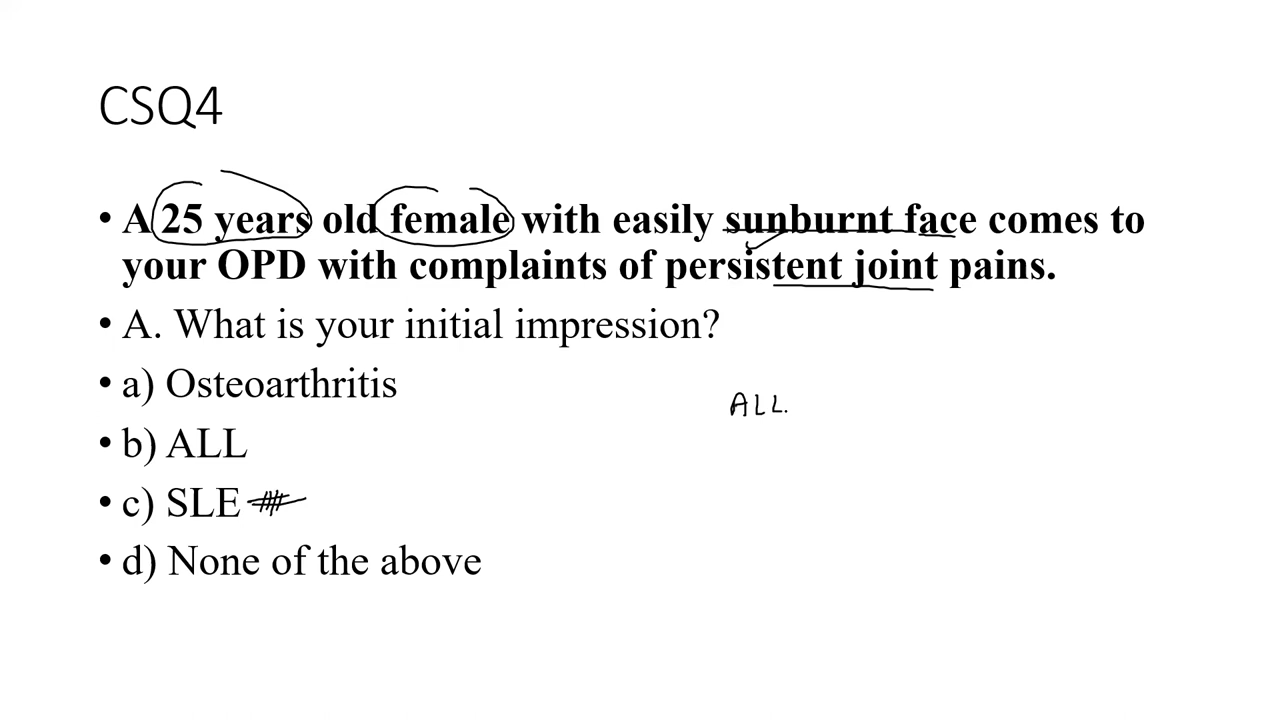 CSQ4
• A 25 years old female with easily sunburnt face comes to
your OPD with complaints of persistent joint pains.
• A. What is your initial impression?
• a) Osteoarthritis
ALL.
• b) ALL
• c) SLE
• d) None of the above